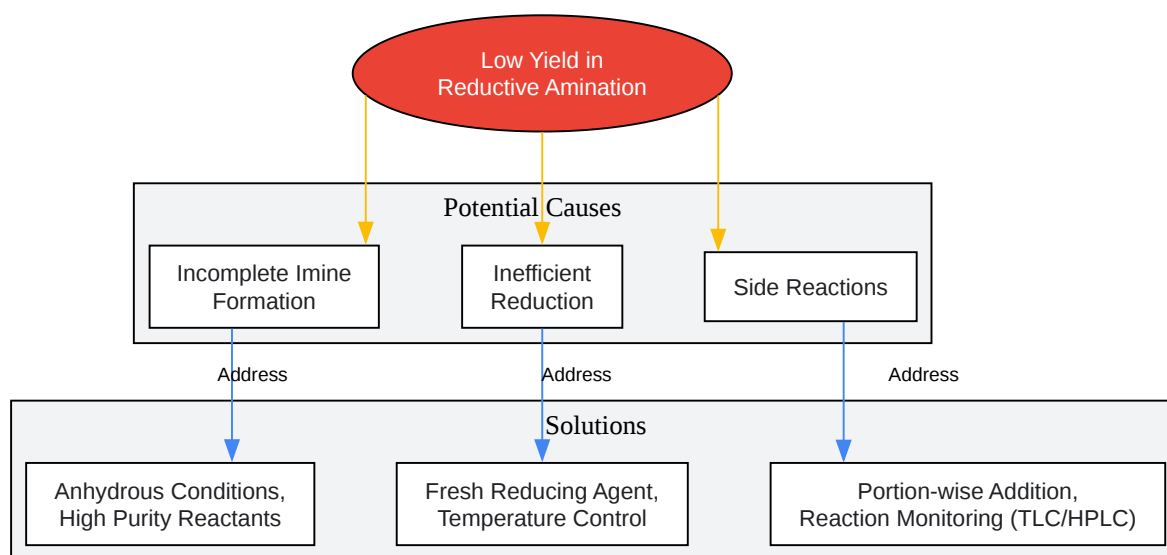 Low Yield in
Reductive Amination
Potential Causes
Incomplete Imine
Formation
Inefficient
Reduction
Side Reactions
Address
Address
Address
Solutions
Anhydrous Conditions,
High Purity Reactants
Fresh Reducing Agent,
Temperature Control
Portion-wise Addition,
Reaction Monitoring (TLC/HPLC)